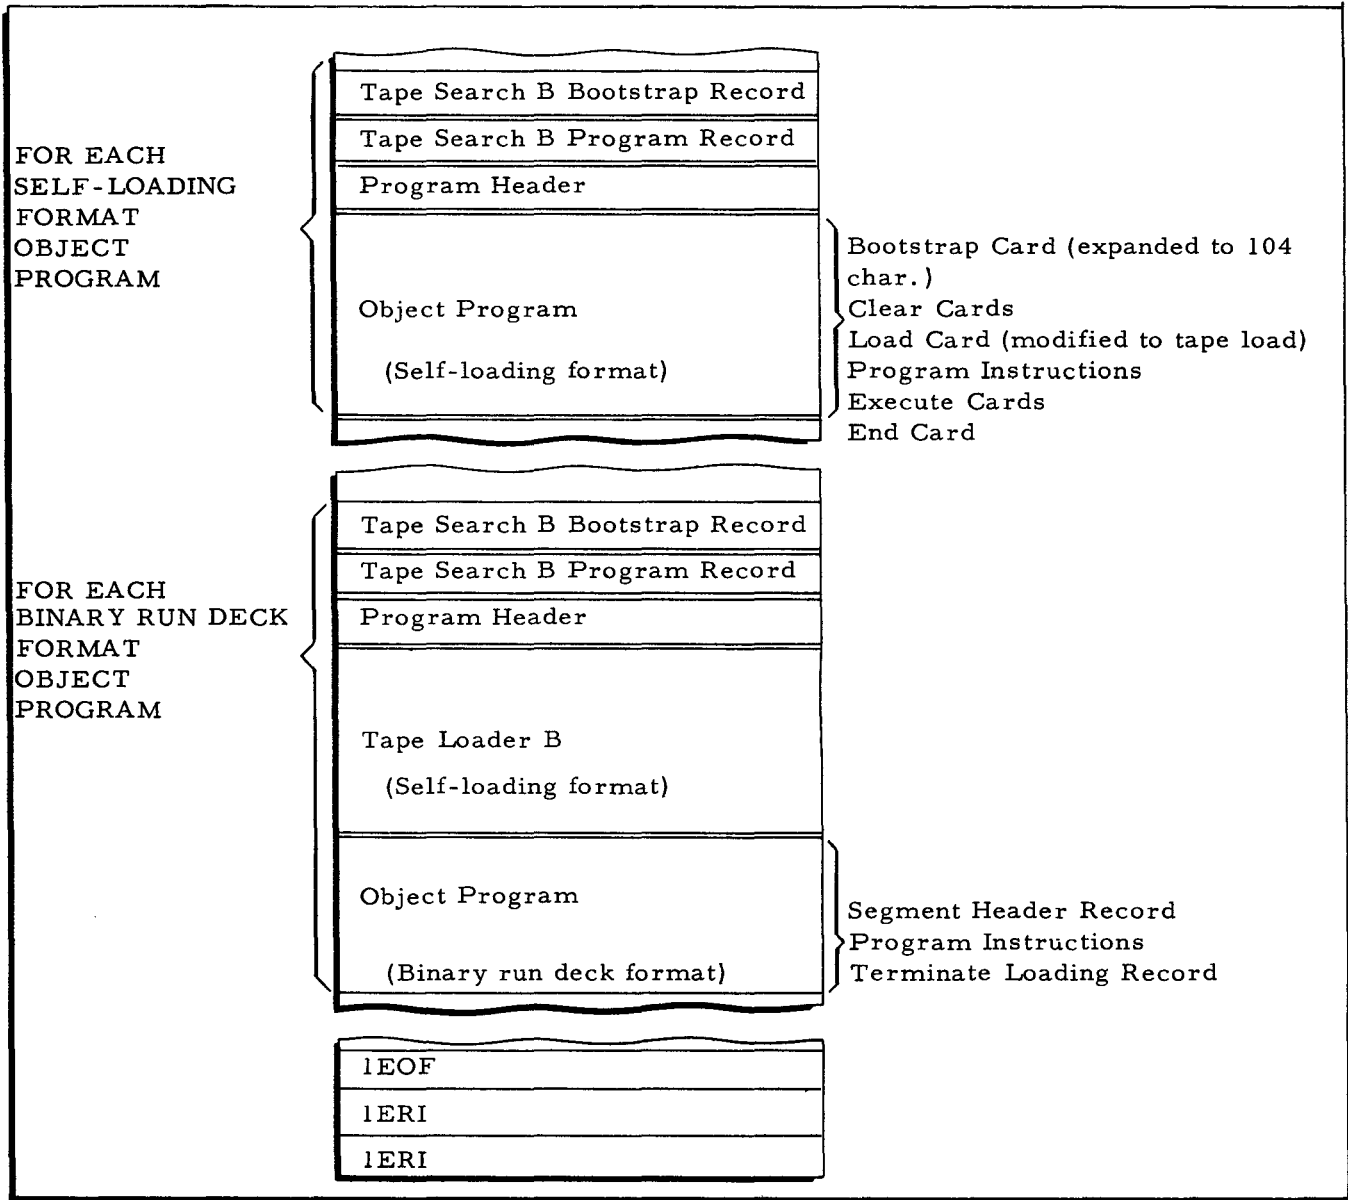 FOR EACH
SELF-LOADING
FORMAT
OBJECT
PROGRAM
Tape Search B Bootstrap Record
Tape Search B Program Record
Program Header
Object Program
(Self-loading format)
Bootstrap Card (expanded to 104
char.)
Clear Cards
Load Card (modified to tape load)
Program Instructions
Execute Cards
End Card
FOR EACH
BINARY RUN DECK
FORMAT
OBJECT
PROGRAM
Tape Search B Bootstrap Record
Tape Search B Program Record
Program Header
Tape Loader B
(Self-loading format)
Object Program
(Binary run deck format)
Segment Header Record
Program Instructions
Terminate Loading Record
1EOF
1ERI
1ERI